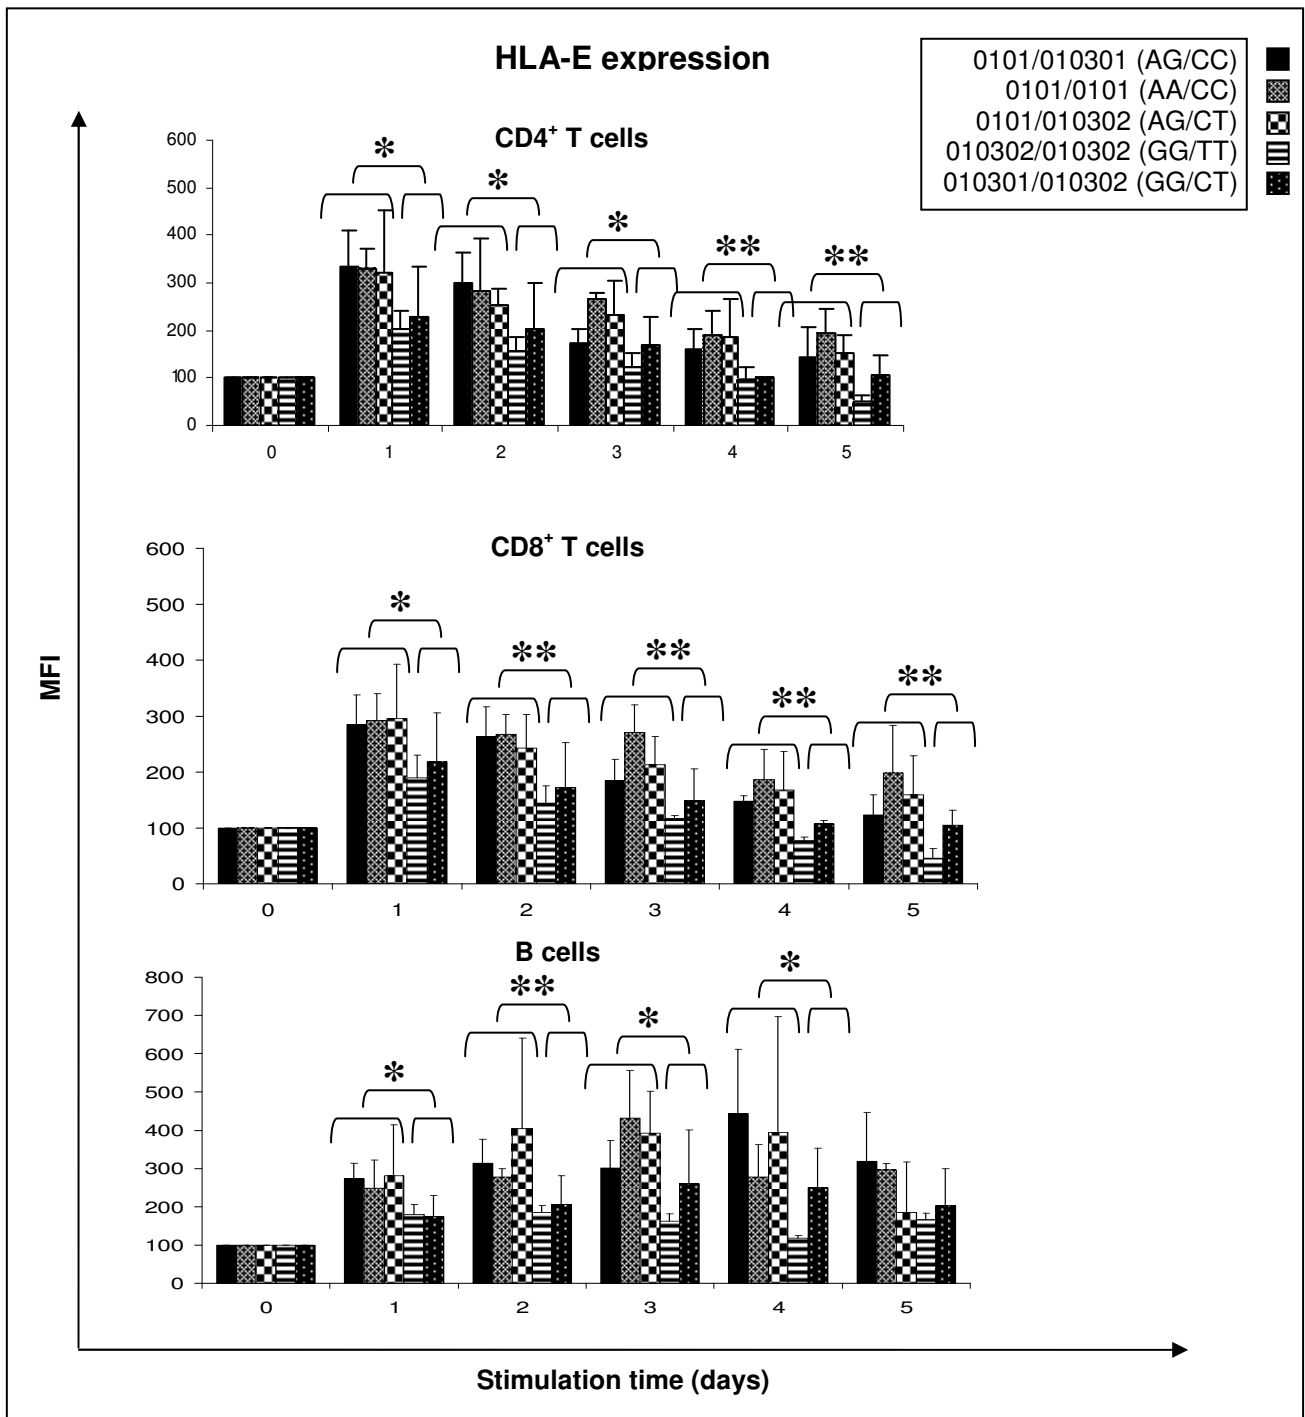 HLA-E expression
0101/010301 (AG/CC)
0101/0101 (AA/CC)
0101/010302 (AG/CT)
010302/010302 (GG/TT)
010301/010302 (GG/CT)
CD4+ T cells
600
500
400
300
200
100
0
* * * ** **
0 1 2 3 4 5
CD8+ T cells
600
500
400
300
200
100
0
* ** ** ** **
0 1 2 3 4 5
MFI
B cells
800
700
600
500
400
300
200
100
0
* ** * *
0 1 2 3 4 5
Stimulation time (days)